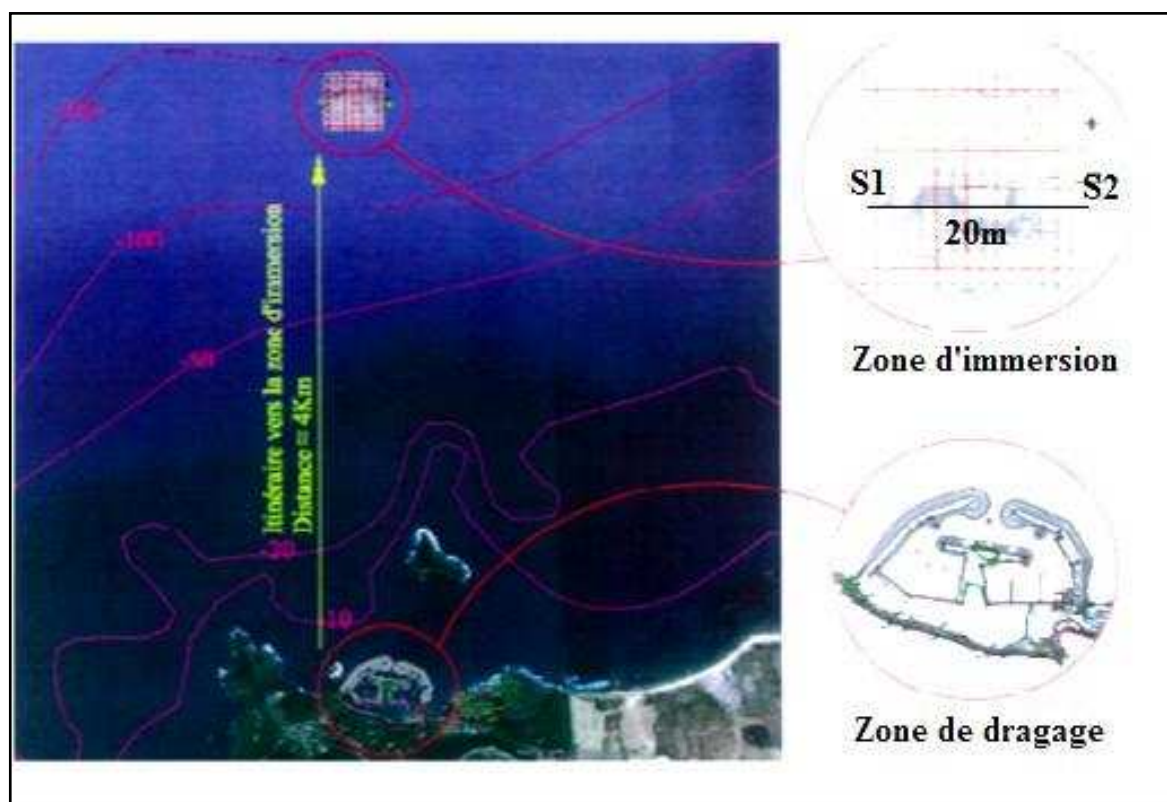 -100
-50
-20
-10
Itinéraire vers la zone d'immersion
Distance = 4Km
S1
S2
20m
Zone d'immersion
Zone de dragage